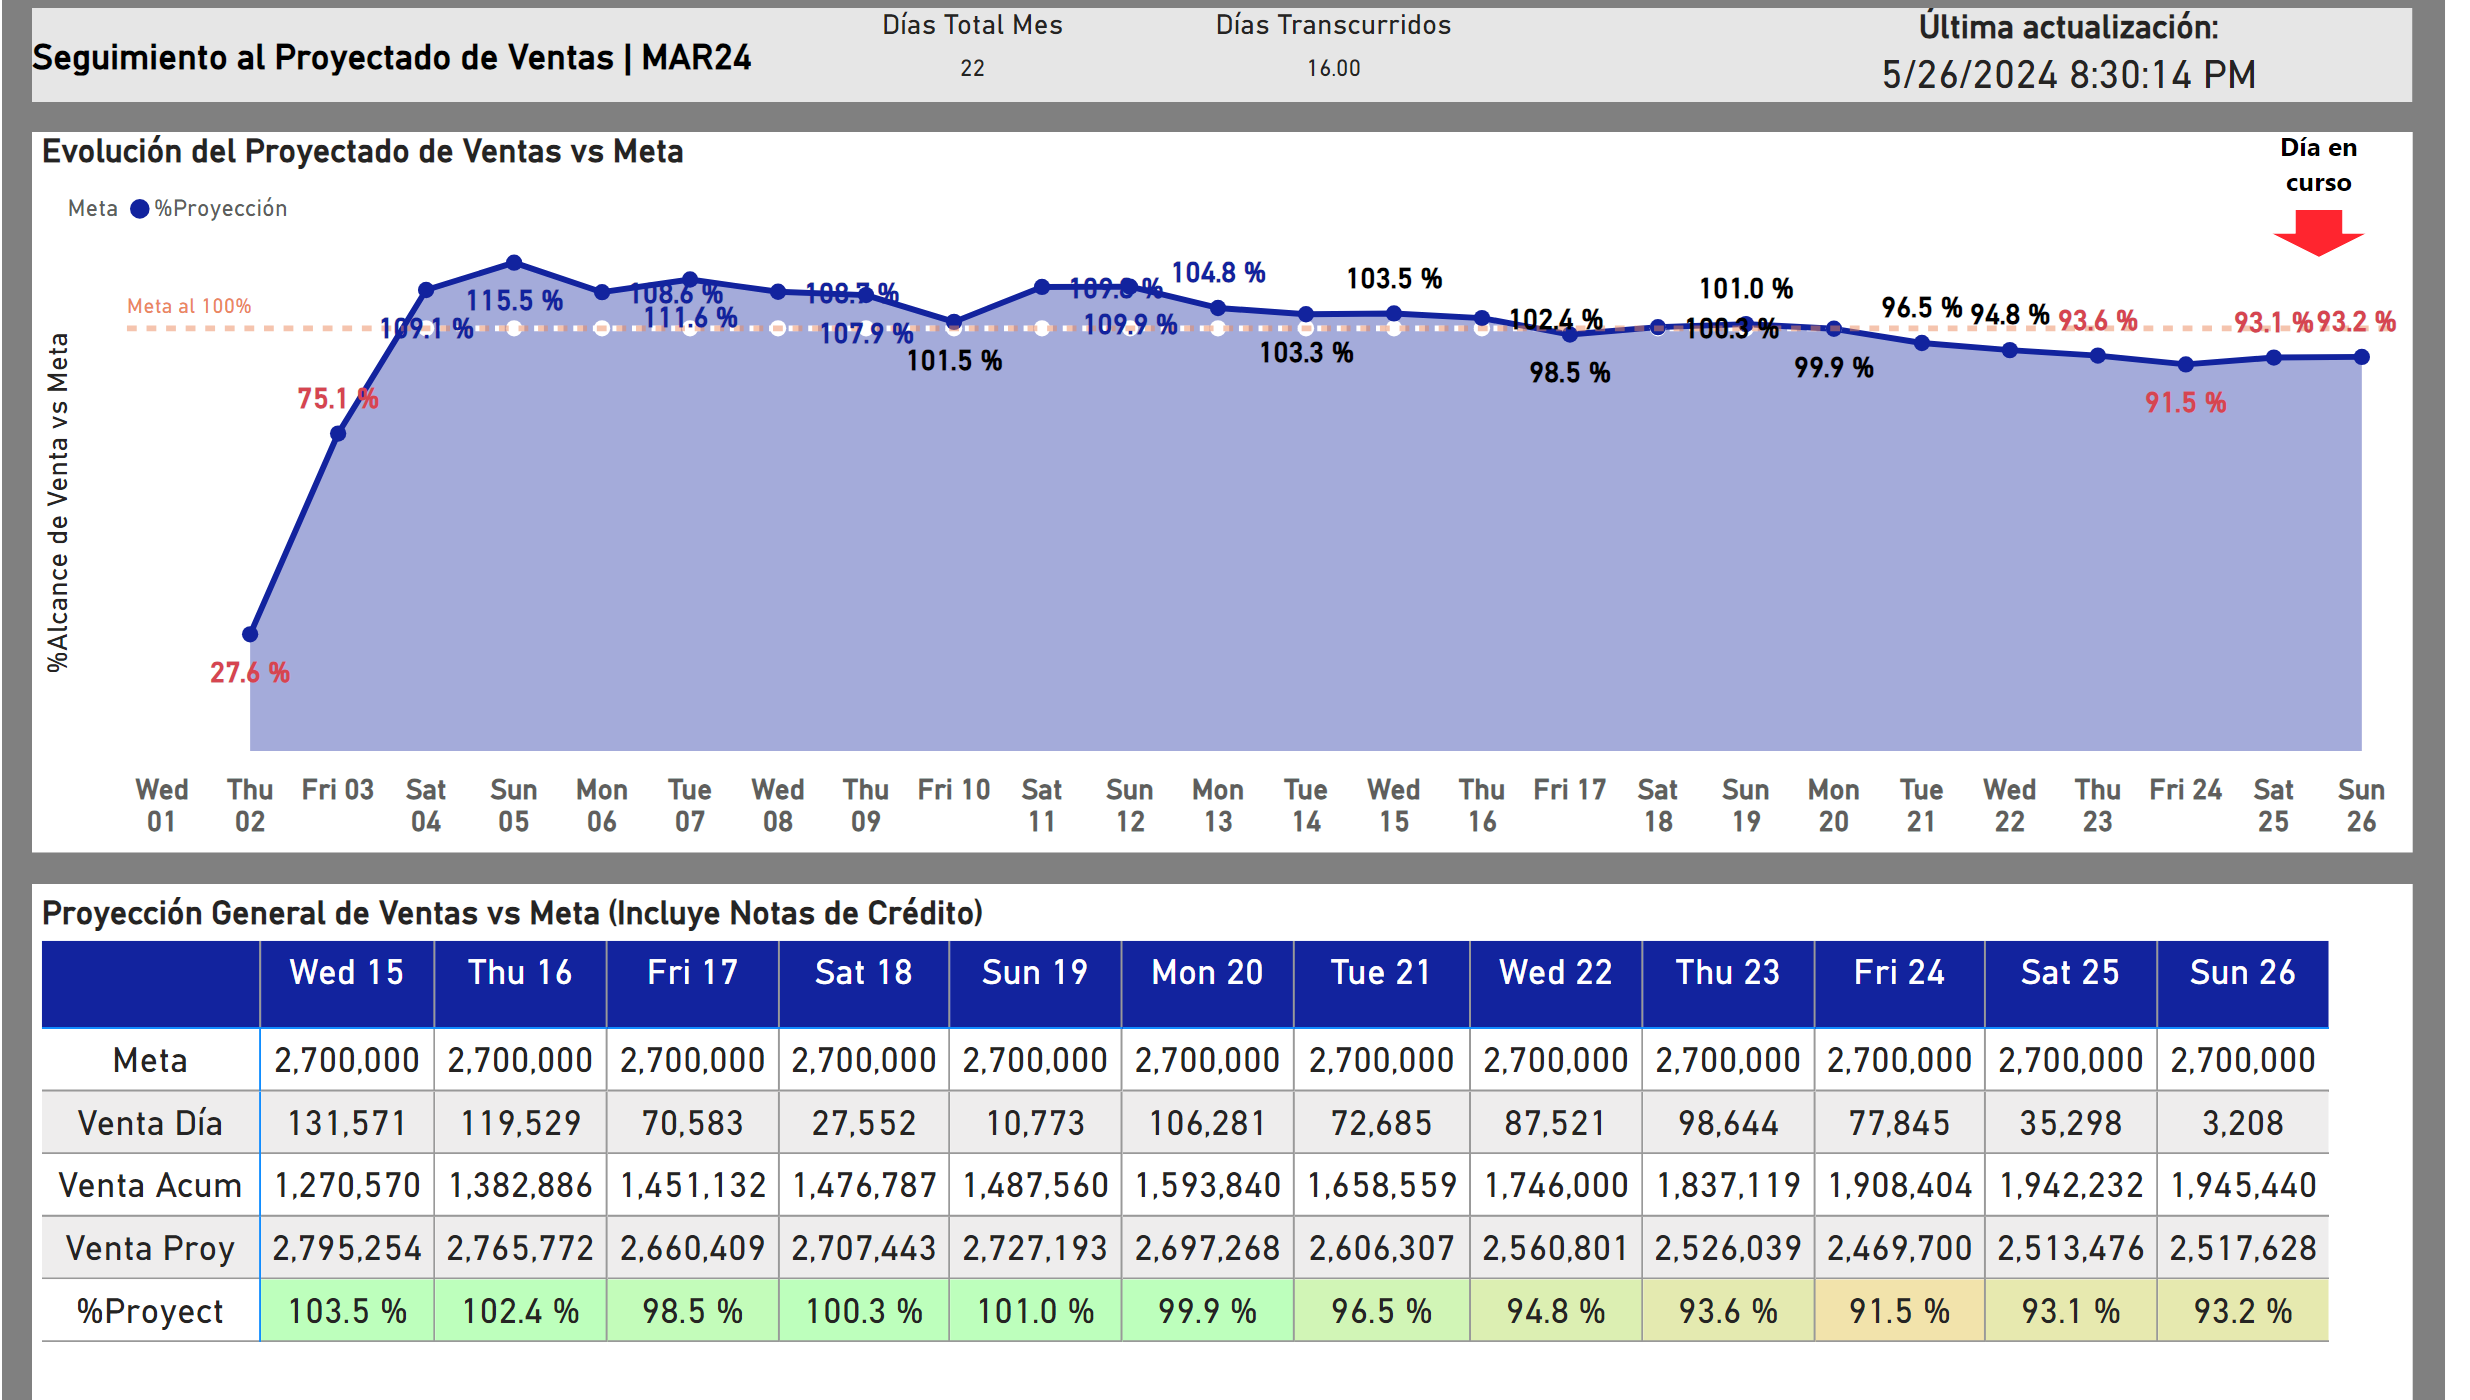 Seguimiento al Proyectado de Ventas | MAR24
Días Total Mes
22
Días Transcurridos
16.00
Última actualización:
5/26/2024 8:30:14 PM
Evolución del Proyectado de Ventas vs Meta
Día en
curso
Meta %Proyección
Meta al 100%
%Alcance de Venta vs Meta
27.6 %
75.1 %
109.1 %
115.5 %
108.6 %
111.6 %
108.7 %
107.9 %
101.5 %
109.8 %
109.9 %
104.8 %
103.3 %
103.5 %
102.4 %
98.5 %
100.3 %
101.0 %
99.9 %
96.5 %
94.8 %
93.6 %
91.5 %
93.1 %
93.2 %
Wed 01
Thu 02
Fri 03
Sat 04
Sun 05
Mon 06
Tue 07
Wed 08
Thu 09
Fri 10
Sat 11
Sun 12
Mon 13
Tue 14
Wed 15
Thu 16
Fri 17
Sat 18
Sun 19
Mon 20
Tue 21
Wed 22
Thu 23
Fri 24
Sat 25
Sun 26
Proyección General de Ventas vs Meta (Incluye Notas de Crédito)
Wed 15 Thu 16 Fri 17 Sat 18 Sun 19 Mon 20 Tue 21 Wed 22 Thu 23 Fri 24 Sat 25 Sun 26
Meta 2,700,000 2,700,000 2,700,000 2,700,000 2,700,000 2,700,000 2,700,000 2,700,000 2,700,000 2,700,000 2,700,000 2,700,000
Venta Día 131,571 119,529 70,583 27,552 10,773 106,281 72,685 87,521 98,644 77,845 35,298 3,208
Venta Acum 1,270,570 1,382,886 1,451,132 1,476,787 1,487,560 1,593,840 1,658,559 1,746,000 1,837,119 1,908,404 1,942,232 1,945,440
Venta Proy 2,795,254 2,765,772 2,660,409 2,707,443 2,727,193 2,697,268 2,606,307 2,560,801 2,526,039 2,469,700 2,513,476 2,517,628
%Proyect 103.5 % 102.4 % 98.5 % 100.3 % 101.0 % 99.9 % 96.5 % 94.8 % 93.6 % 91.5 % 93.1 % 93.2 %